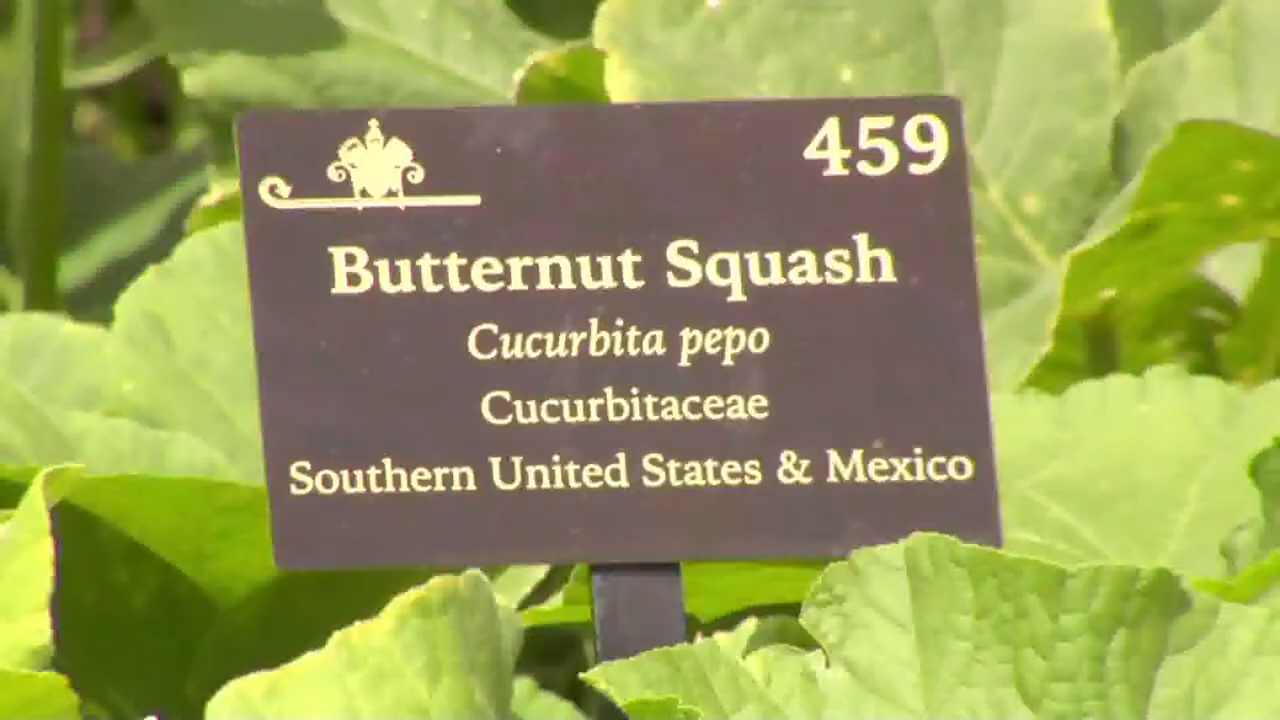 459
Butternut Squash
Cucurbita pepo
Cucurbitaceae
Southern United States & Mexico